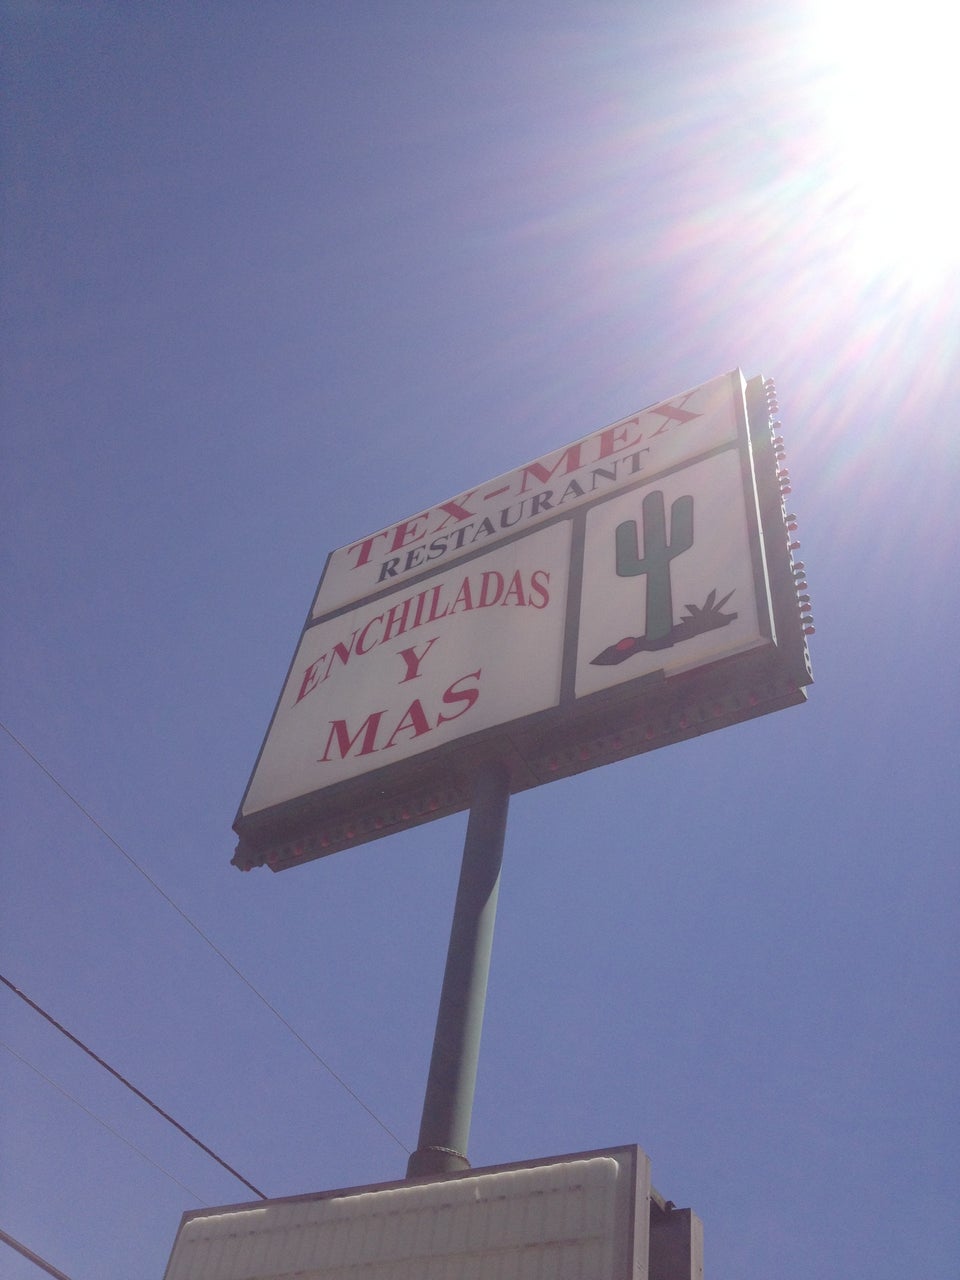 TEX-MEX
RESTAURANT
ENCHILADAS
Y
MAS